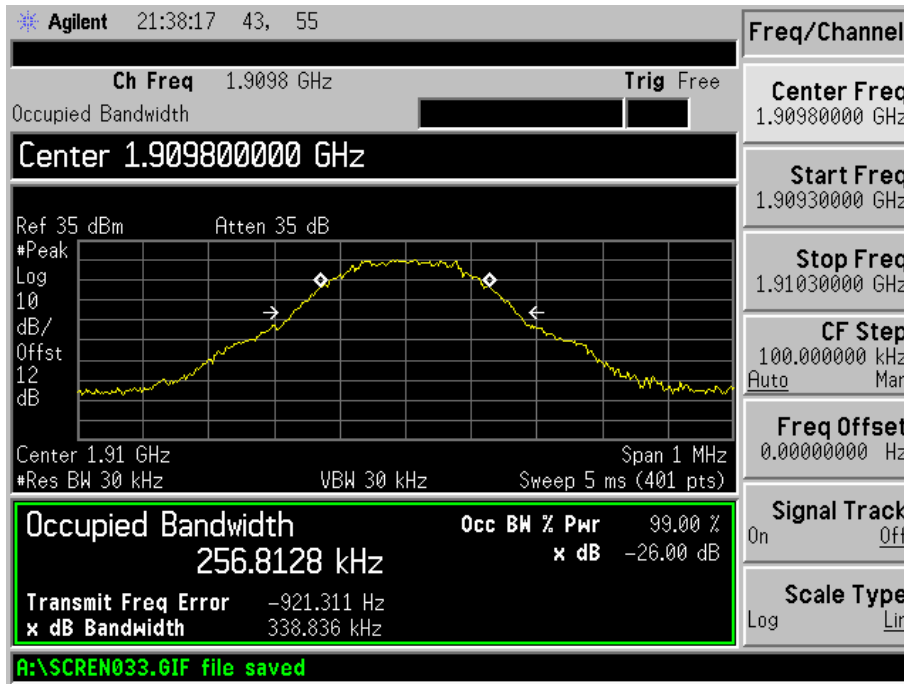 Agilent 21:38:17 43, 55
Ch Freq 1.9098 GHz Trig Free
Occupied Bandwidth
Center 1.909800000 GHz
Ref 35 dBm Atten 35 dB
#Peak
Log
10
dB/
Offst
12
dB
Center 1.91 GHz Span 1 MHz
#Res BW 30 kHz VBW 30 kHz Sweep 5 ms (401 pts)
Occupied Bandwidth
256.8128 kHz
Occ BW % Pwr 99.00 %
x dB -26.00 dB
Transmit Freq Error -921.311 Hz
x dB Bandwidth 338.836 kHz
A:\SCREN033.GIF file saved
Freq/Channel
Center Freq
1.90980000 GHz
Start Freq
1.90930000 GHz
Stop Freq
1.91030000 GHz
CF Step
100.000000 kHz
Auto Man
Freq Offset
0.00000000 Hz
Signal Track
On Off
Scale Type
Log Lin